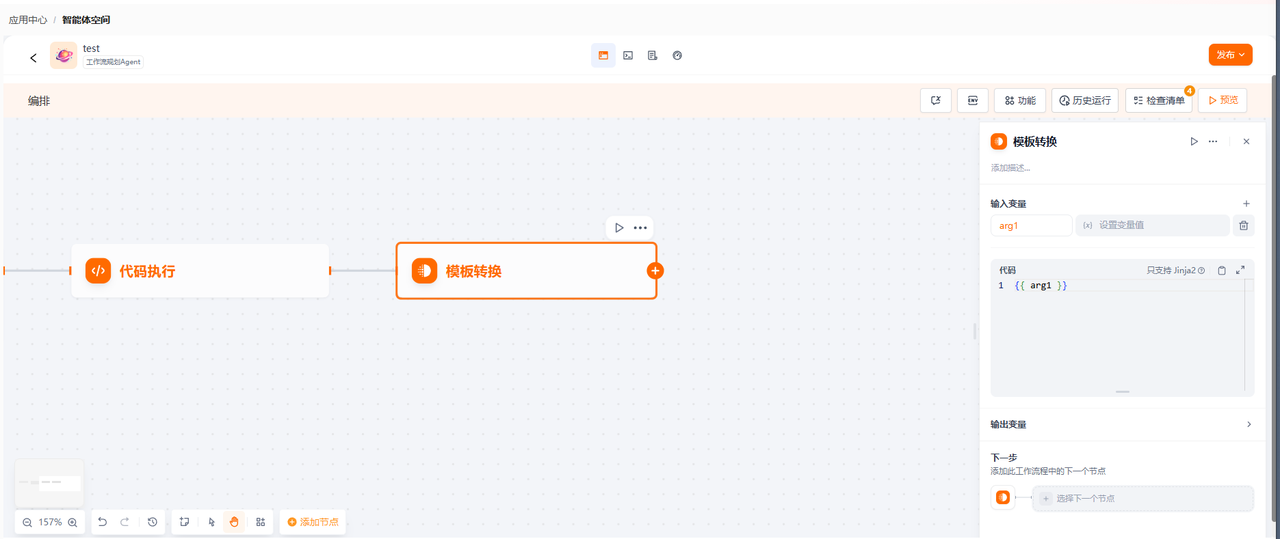 应用中心 / 智能体空间
test
工作流规划Agent
发布
编排
ENV
功能
历史运行
检查清单
4
预览
代码执行
模板转换
模板转换
添加描述...
输入变量
arg1
{x} 设置变量值
代码
只支持 Jinja2
1 {{ arg1 }}
输出变量
下一步
添加此工作流程中的下一个节点
选择下一个节点
157%
添加节点